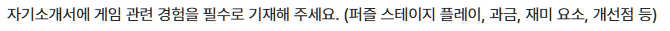 자기소개서에 게임 관련 경험을 필수로 기재해 주세요. (퍼즐 스테이지 플레이, 과금, 재미 요소, 개선점 등)